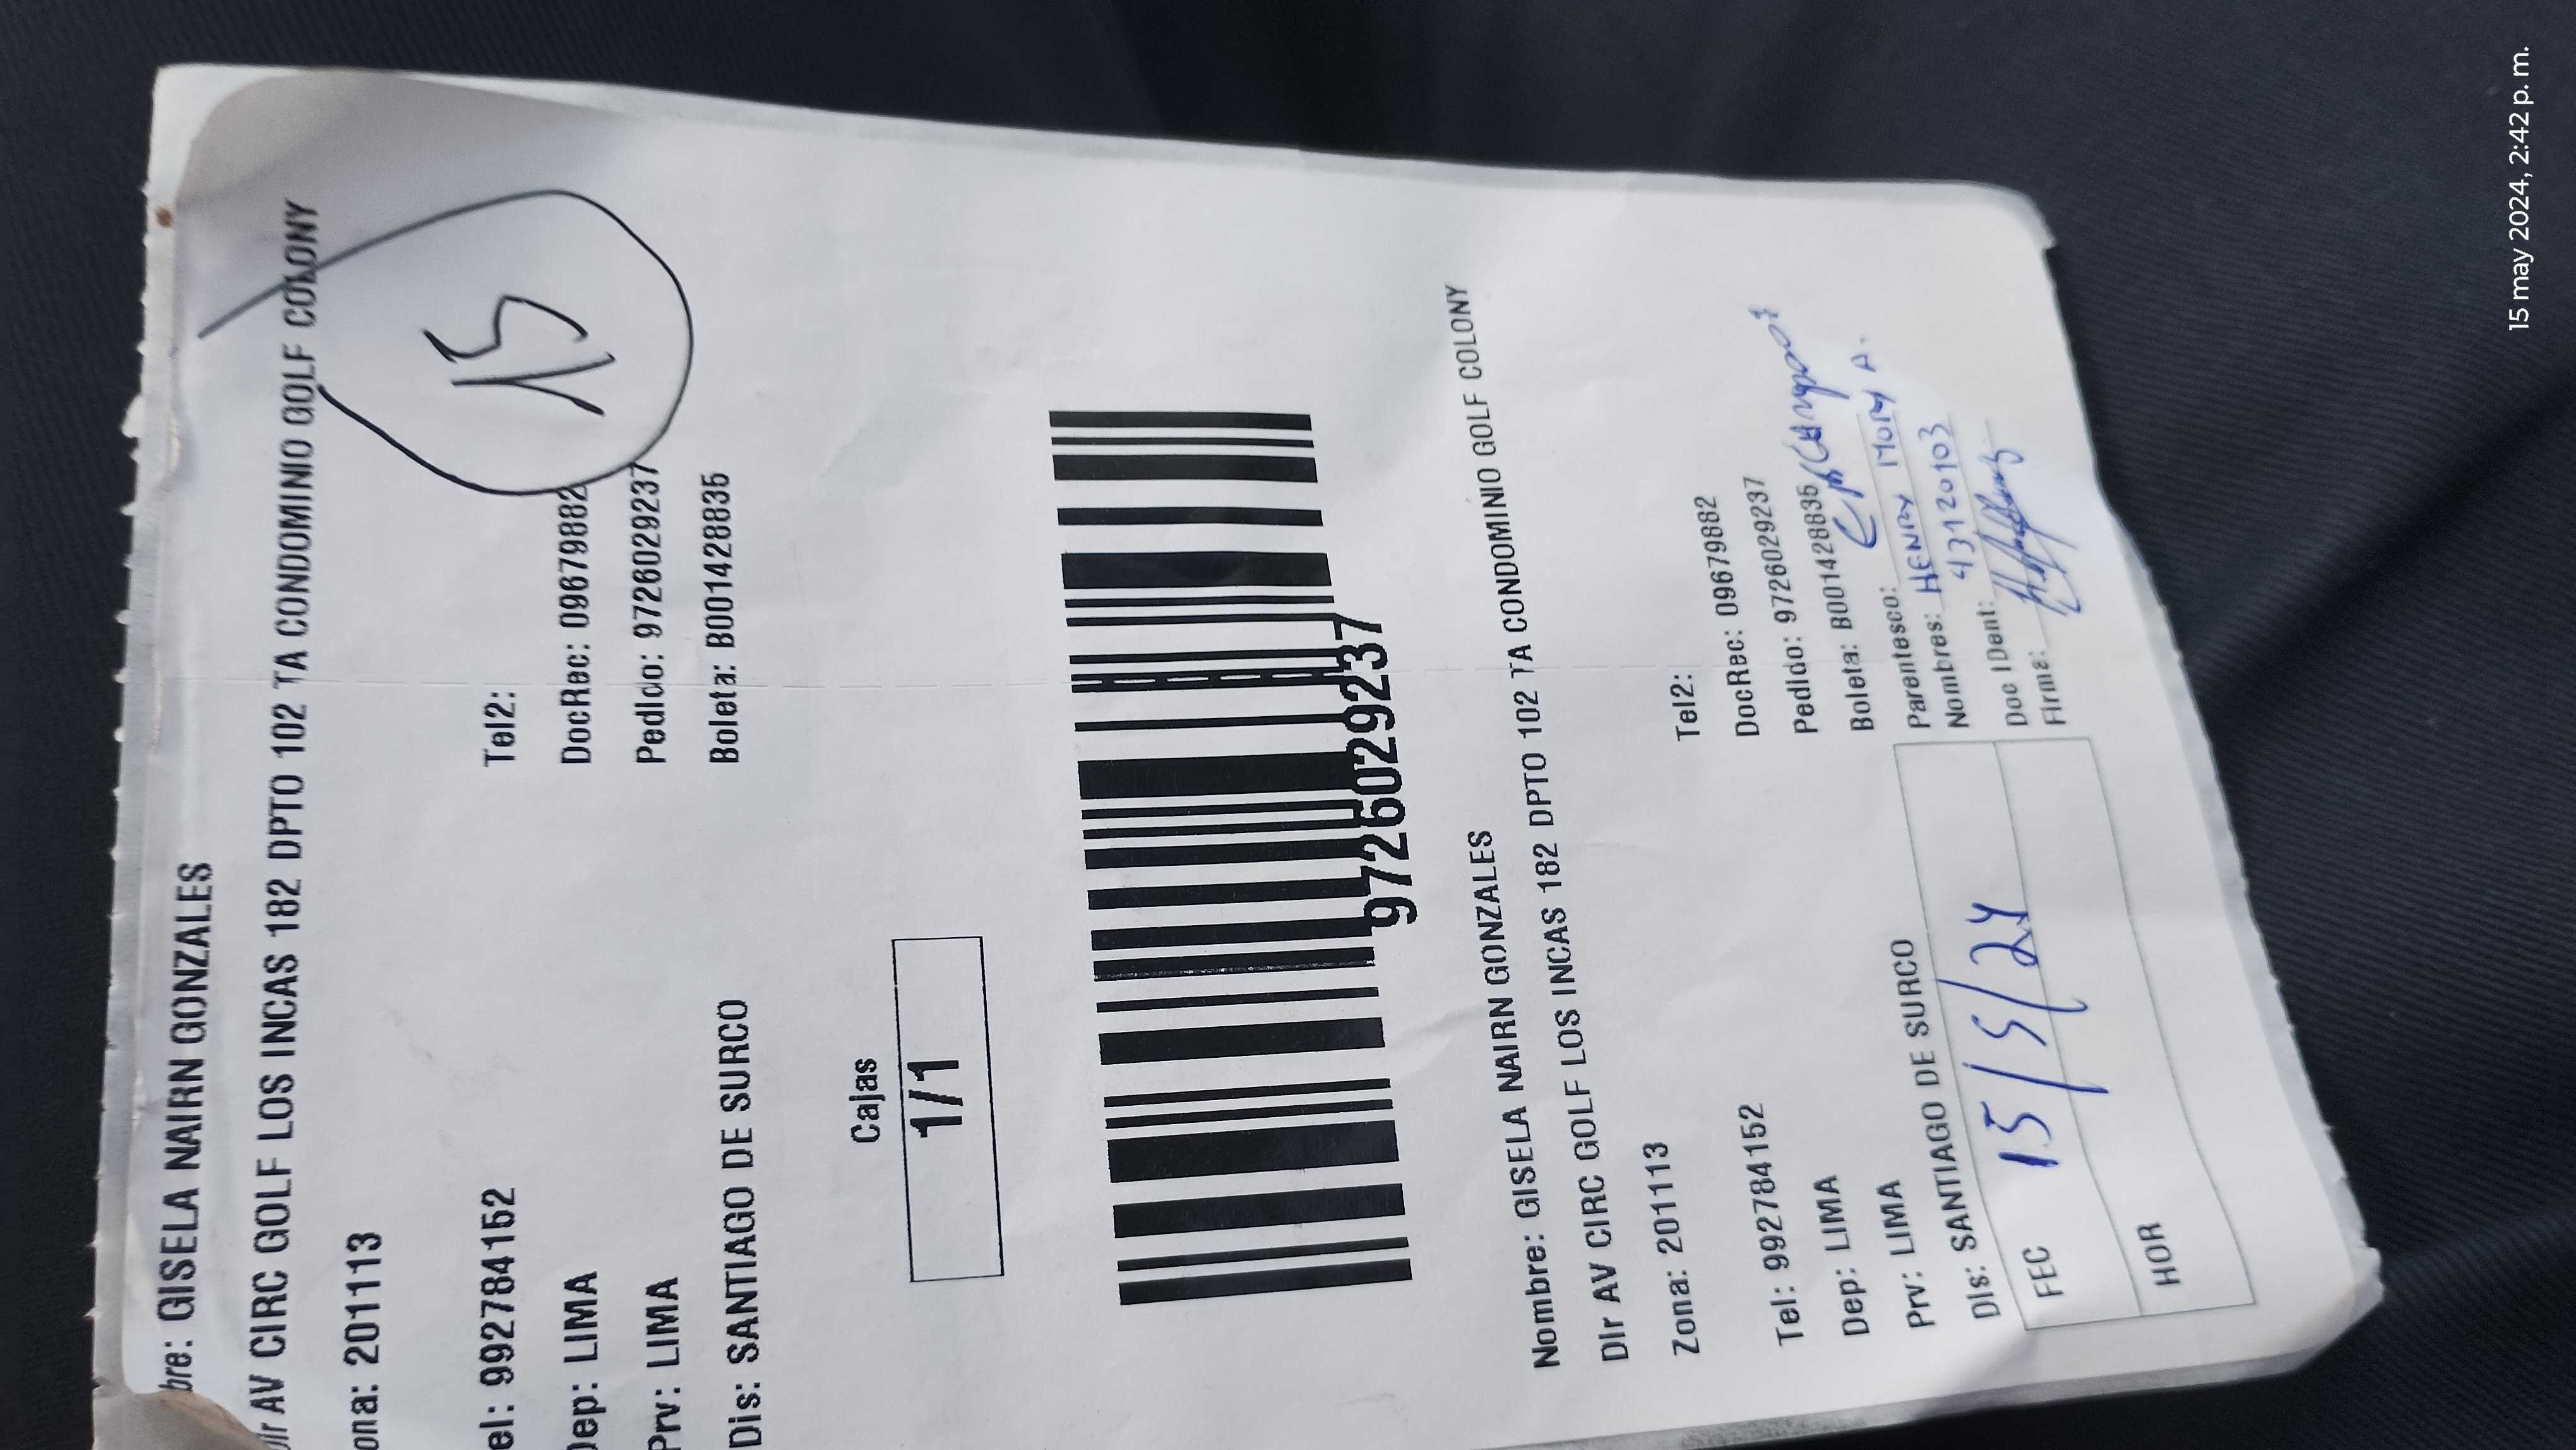 bre: GISELA NAIRN GONZALES
Dir AV CIRC GOLF LOS INCAS 182 DPTO 102 TA CONDOMINIO GOLF COLONY
ona: 201113
15
el: 992784152 Tel2:
Dep: LIMA DocRec: 09679882
Prv: LIMA Pedido: 9726029237
Dis: SANTIAGO DE SURCO Boleta: B001428835
Cajas
1/1
9726029237
Nombre: GISELA NAIRN GONZALES
Dir AV CIRC GOLF LOS INCAS 182 DPTO 102 TA CONDOMINIO GOLF COLONY
Zona: 201113 Tel2:
Tel: 992784152 DocRec: 09679882
Dep: LIMA Pedido: 9726029237
Prv: LIMA Boleta: B001428835
Dis: SANTIAGO DE SURCO Parentesco:
Nombres: HENRY MORY A.
FEC 15/5/24 Doc IDent: 43120103
Firma:
HOR
15 may 2024, 2:42 p. m.